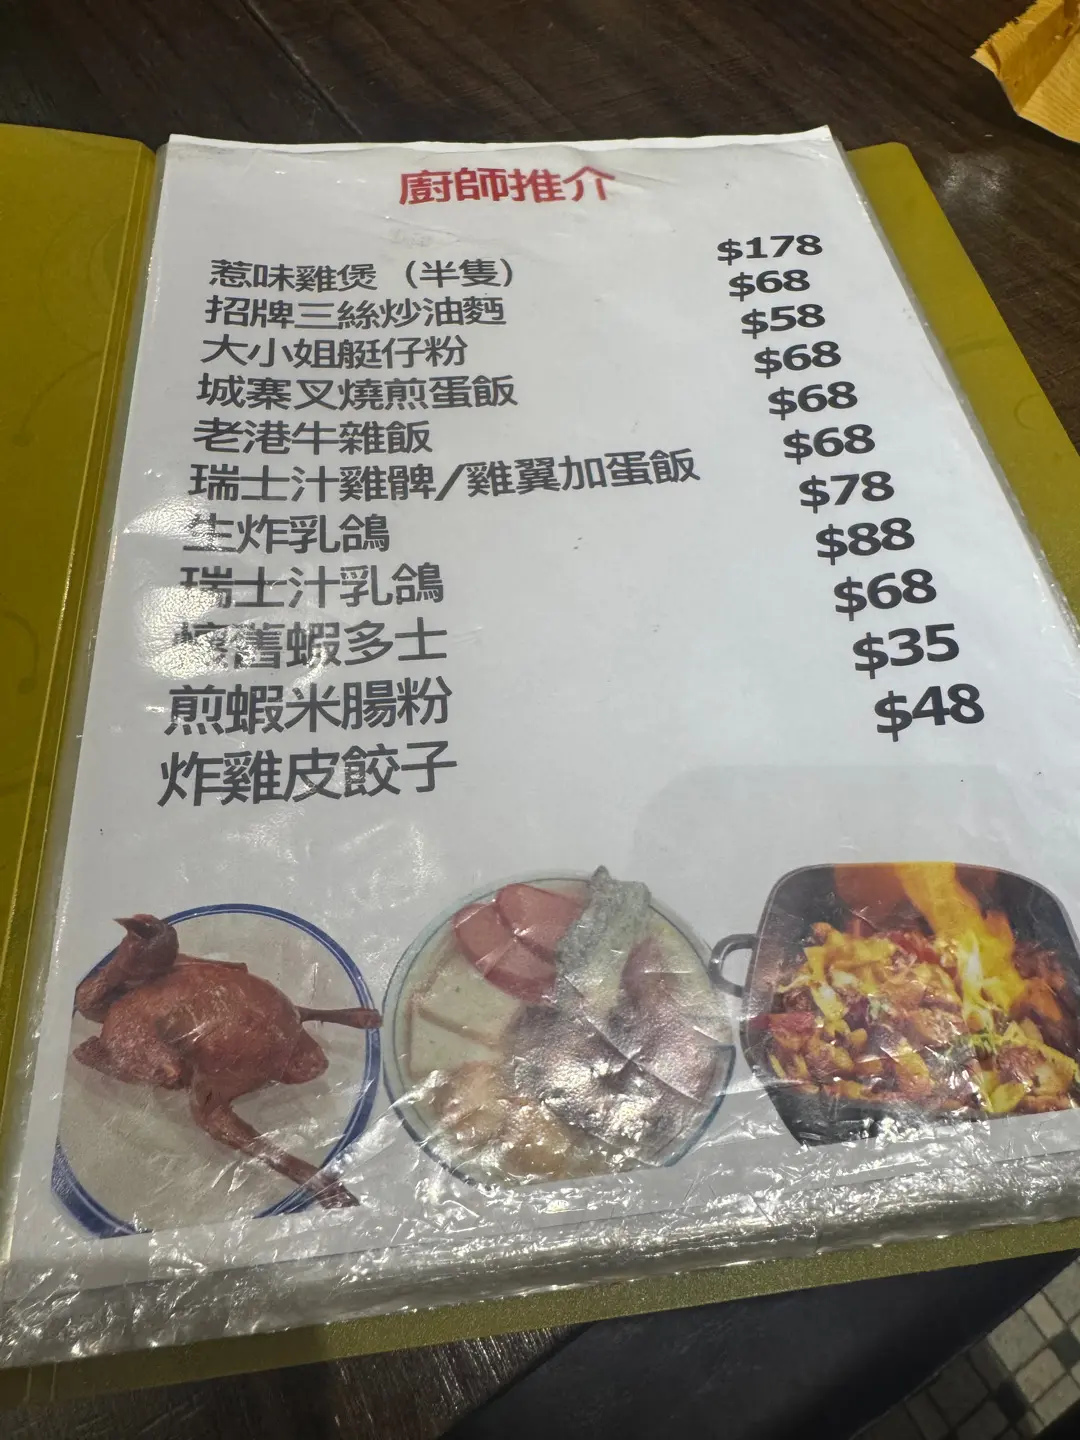 廚師推介
惹味雞煲（半隻） $178
招牌三絲炒油麪 $68
大小姐艇仔粉 $58
城寨叉燒煎蛋飯 $68
老港牛雜飯 $68
瑞士汁雞髀/雞翼加蛋飯 $68
生炸乳鴿 $78
瑞士汁乳鴿 $88
懷舊蝦多士 $68
煎蝦米腸粉 $35
炸雞皮餃子 $48